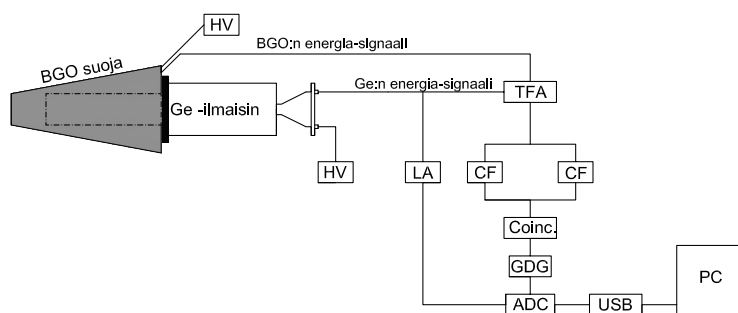 HV
BGO:n energia-signaali
BGO suoja
Ge:n energia-signaali
TFA
Ge -ilmaisin
HV
LA
CF
CF
Coinc.
GDG
PC
ADC
USB